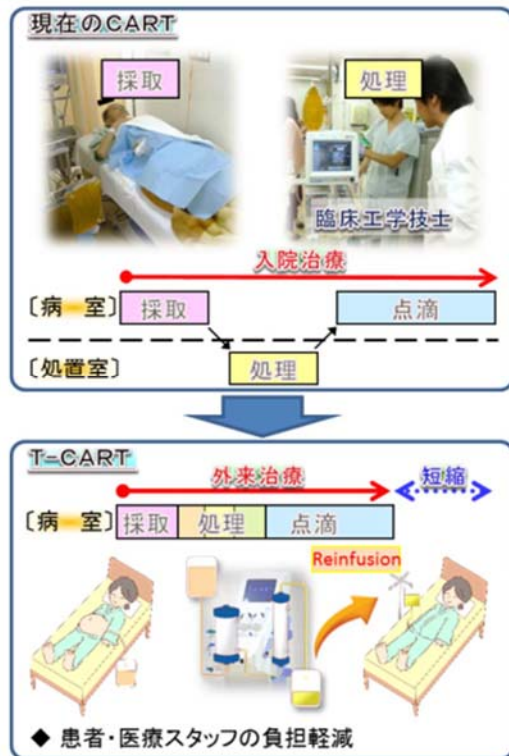 現在のCART
採取
処理
臨床工学技士
入院治療
〔病 室〕
採取
点滴
〔処置室〕
処理
T-CART
外来治療
短縮
〔病 室〕
採取
処理
点滴
Reinfusion
◆ 患者・医療スタッフの負担軽減